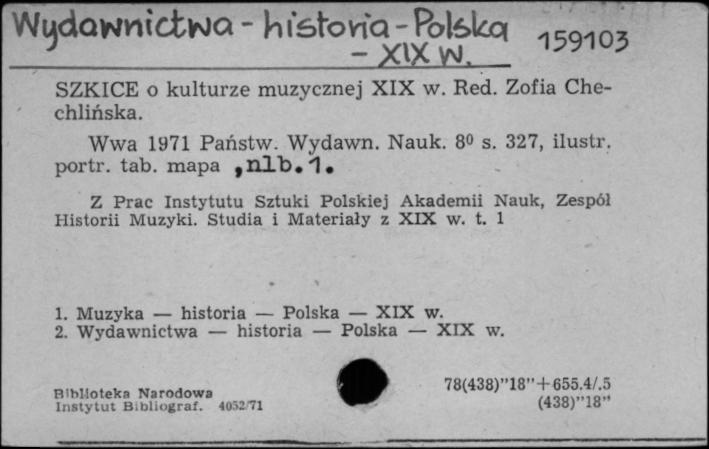 Wydawnictwa - historia - Polska
- XIX w.
159103
SZKICE o kulturze muzycznej XIX w. Red. Zofia Che-
chlińska.
Wwa 1971 Państw. Wydawn. Nauk. 8⁰ s. 327, ilustr.
portr. tab. mapa , nlb. 1.
Z Prac Instytutu Sztuki Polskiej Akademii Nauk, Zespół
Historii Muzyki. Studia i Materiały z XIX w. t. 1
1. Muzyka — historia — Polska — XIX w.
2. Wydawnictwa — historia — Polska — XIX w.
Biblioteka Narodowa
Instytut Bibliograf. 4052/71
78(438)"18"+655.4/.5
(438)"18"